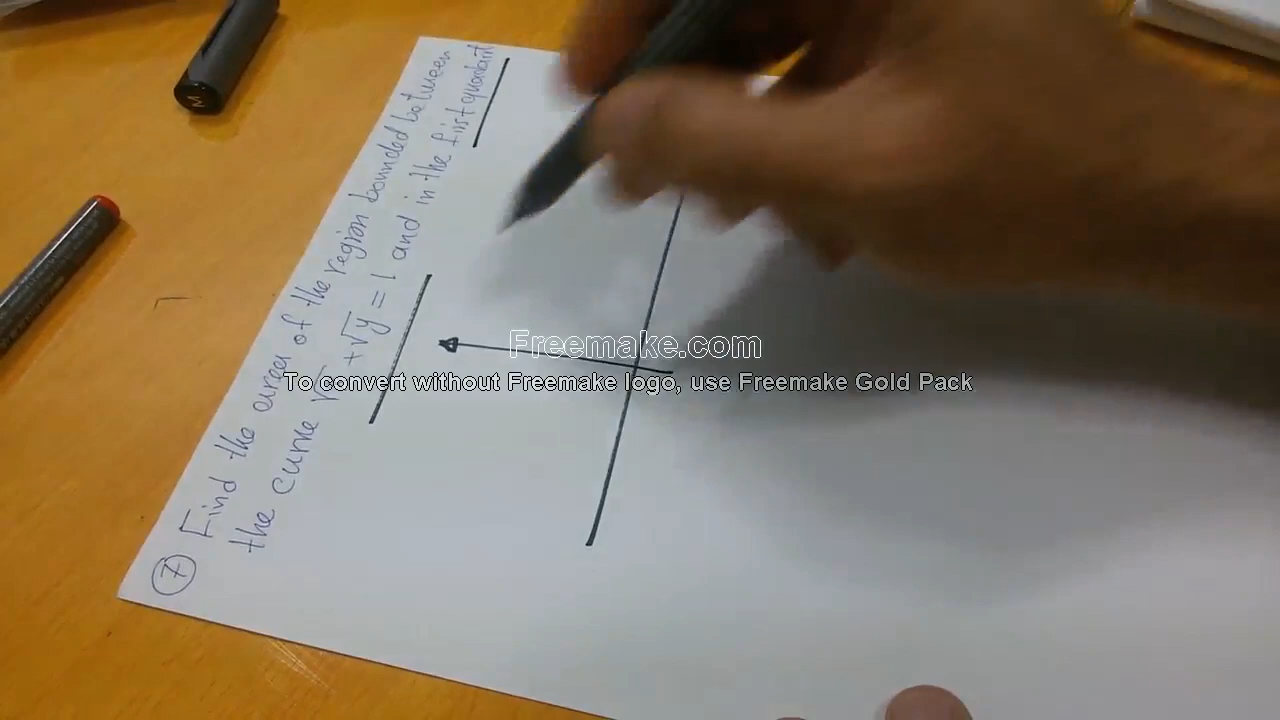 ⑦ Find the area of the region bounded between
the curve √x + √y = 1 and in the first quadrant
Freemake.com
To convert without Freemake logo, use Freemake Gold Pack
M